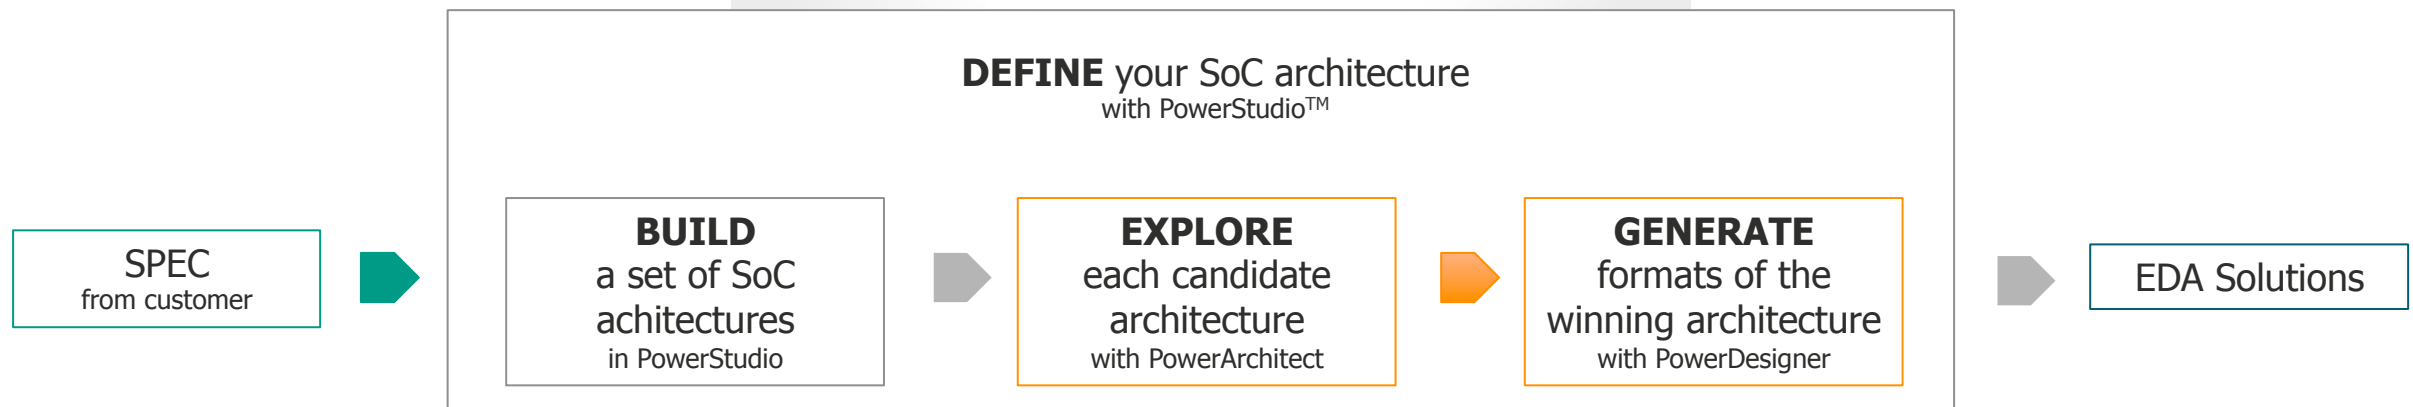 DEFINE your SoC architecture
with PowerStudio™
SPEC
from customer
BUILD
a set of SoC
achitectures
in PowerStudio
EXPLORE
each candidate
architecture
with PowerArchitect
GENERATE
formats of the
winning architecture
with PowerDesigner
EDA Solutions